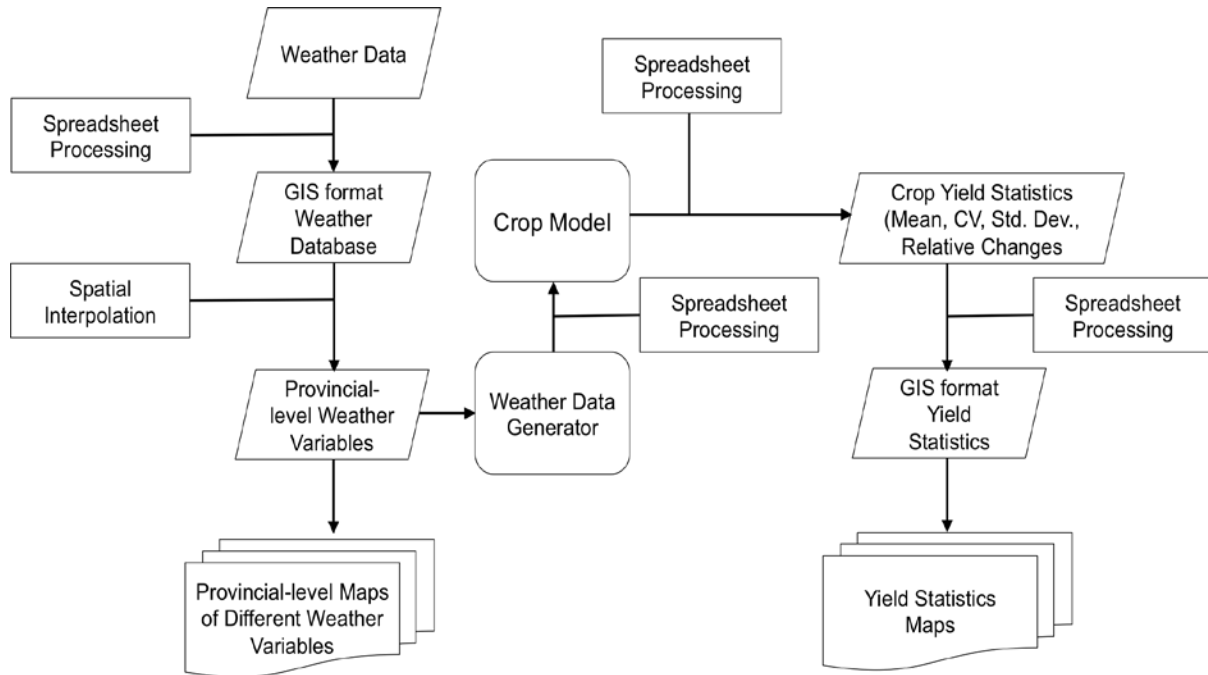 Weather Data
Spreadsheet
Processing
GIS format
Weather
Database
Spatial
Interpolation
Provincial-
level Weather
Variables
Provincial-level Maps
of Different Weather
Variables
Weather Data
Generator
Spreadsheet
Processing
Crop Model
Spreadsheet
Processing
Crop Yield Statistics
(Mean, CV, Std. Dev.,
Relative Changes
Spreadsheet
Processing
GIS format
Yield
Statistics
Yield Statistics
Maps